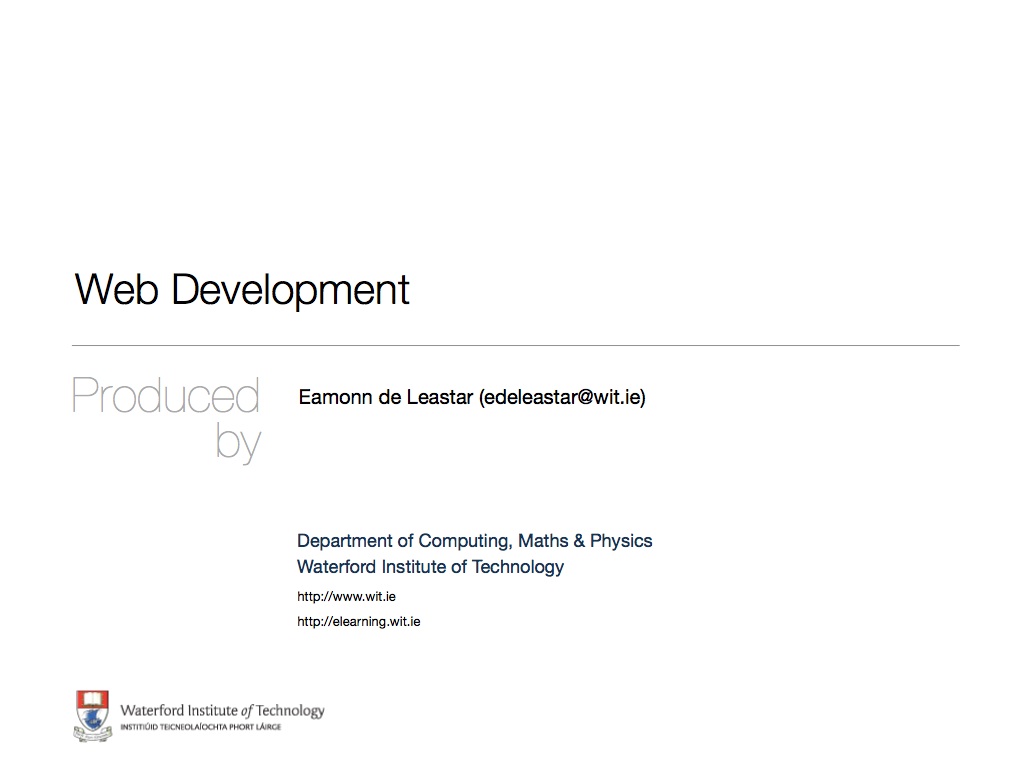 Web Development
Produced
by
Eamonn de Leastar (edeleastar@wit.ie)
Department of Computing, Maths & Physics
Waterford Institute of Technology
http://www.wit.ie
http://elearning.wit.ie
Waterford Institute of Technology
INSTITIÚID TEICNEOLAÍOCHTA PHORT LÁIRGE